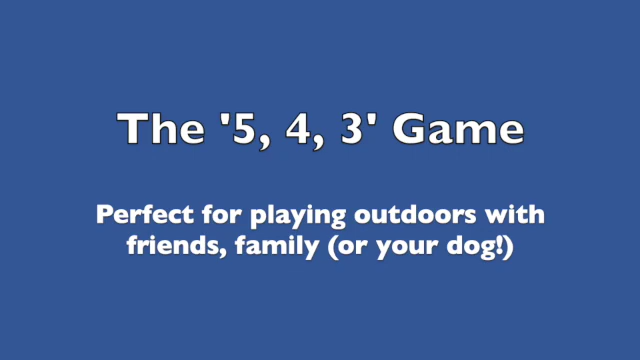 The '5, 4, 3' Game
Perfect for playing outdoors with
friends, family (or your dog!)